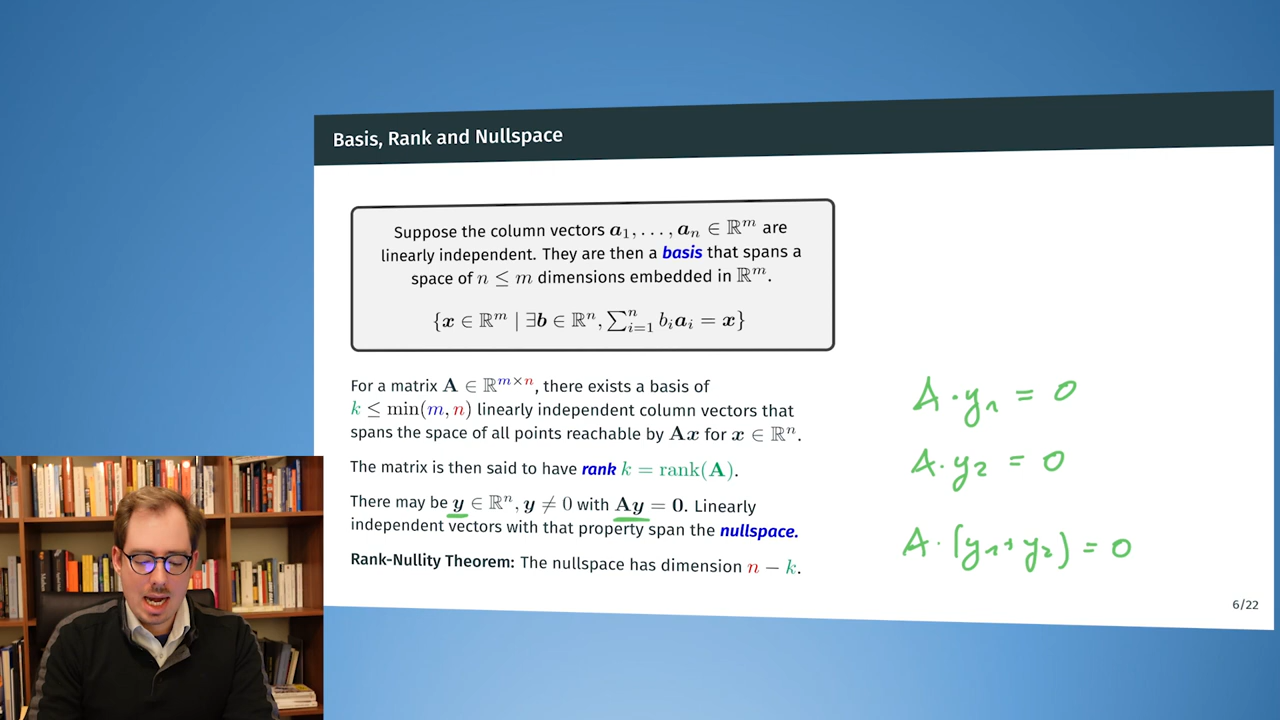 Basis, Rank and Nullspace
Suppose the column vectors a₁, . . . , aₙ ∈ ℝᵐ are
linearly independent. They are then a basis that spans a
space of n ≤ m dimensions embedded in ℝᵐ.
{x ∈ ℝᵐ | ∃b ∈ ℝⁿ, ∑ⁿᵢ₌₁ bᵢaᵢ = x}
For a matrix A ∈ ℝᵐˣⁿ, there exists a basis of
k ≤ min(m, n) linearly independent column vectors that
spans the space of all points reachable by Ax for x ∈ ℝⁿ.
The matrix is then said to have rank k = rank(A).
There may be y ∈ ℝⁿ, y ≠ 0 with Ay = 0. Linearly
independent vectors with that property span the nullspace.
Rank-Nullity Theorem: The nullspace has dimension n − k.
A · y₁ = 0
A · y₂ = 0
A · (y₁ + y₂) = 0
6/22